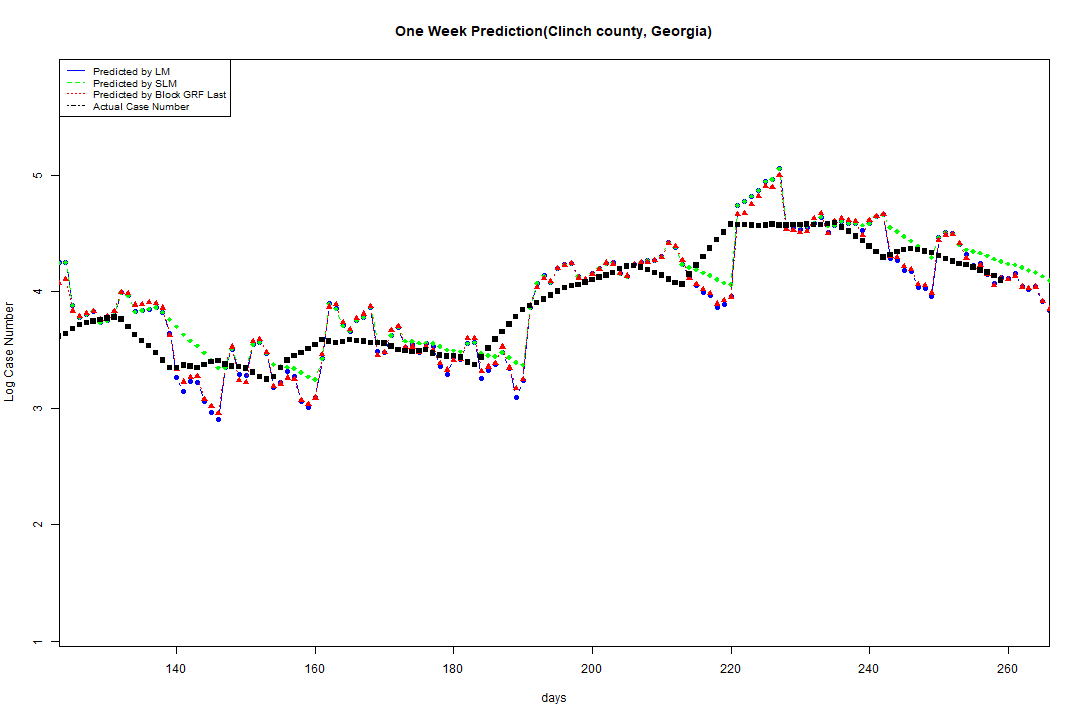 One Week Prediction(Clinch county, Georgia)
Predicted by LM
Predicted by SLM
Predicted by Block GRF Last
Actual Case Number
5
4
3
2
1
Log Case Number
140 160 180 200 220 240 260
days